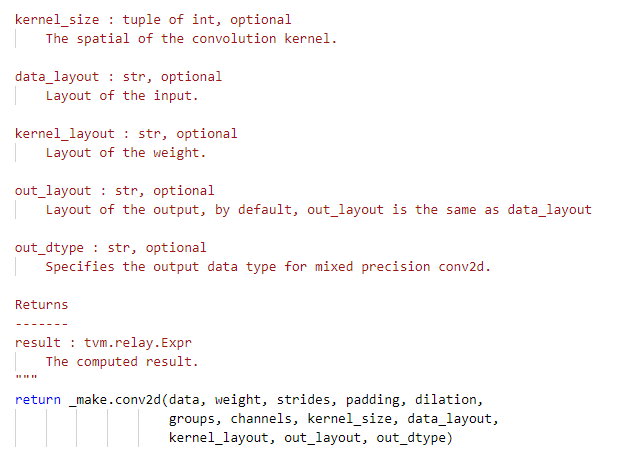 kernel_size : tuple of int, optional
The spatial of the convolution kernel.
data_layout : str, optional
Layout of the input.
kernel_layout : str, optional
Layout of the weight.
out_layout : str, optional
Layout of the output, by default, out_layout is the same as data_layout
out_dtype : str, optional
Specifies the output data type for mixed precision conv2d.
Returns
-------
result : tvm.relay.Expr
The computed result.
"""
return _make.conv2d(data, weight, strides, padding, dilation,
groups, channels, kernel_size, data_layout,
kernel_layout, out_layout, out_dtype)